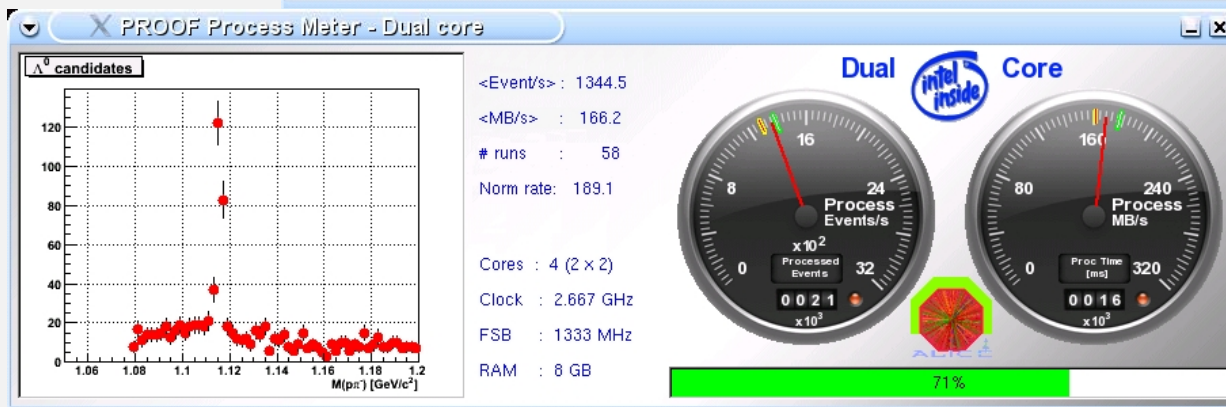 PROOF Process Meter - Dual core
Λ⁰ candidates
120
100
80
60
40
20
0
1.06 1.08 1.1 1.12 1.14 1.16 1.18 1.2
M(pπ⁻) [GeV/c²]
<Event/s> : 1344.5
<MB/s> : 166.2
# runs : 58
Norm rate: 189.1
Cores : 4 (2 x 2)
Clock : 2.667 GHz
FSB : 1333 MHz
RAM : 8 GB
Dual intel inside Core
0 8 16 24 32
Process
Events/s
x10²
Processed
Events
0021
x10³
0 80 160 240 320
Process
MB/s
Proc Time
[ms]
0016
x10³
ALICE
71%